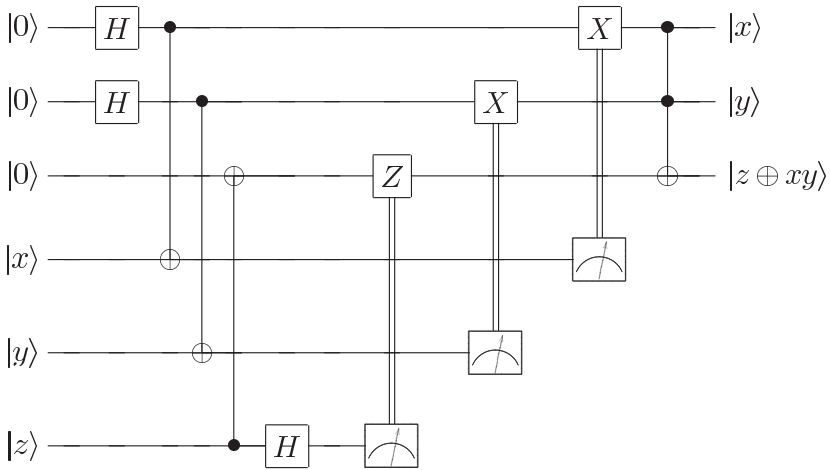 |0⟩ H X |x⟩
|0⟩ H X |y⟩
|0⟩ Z |z ⊕ xy⟩
|x⟩
|y⟩
|z⟩ H